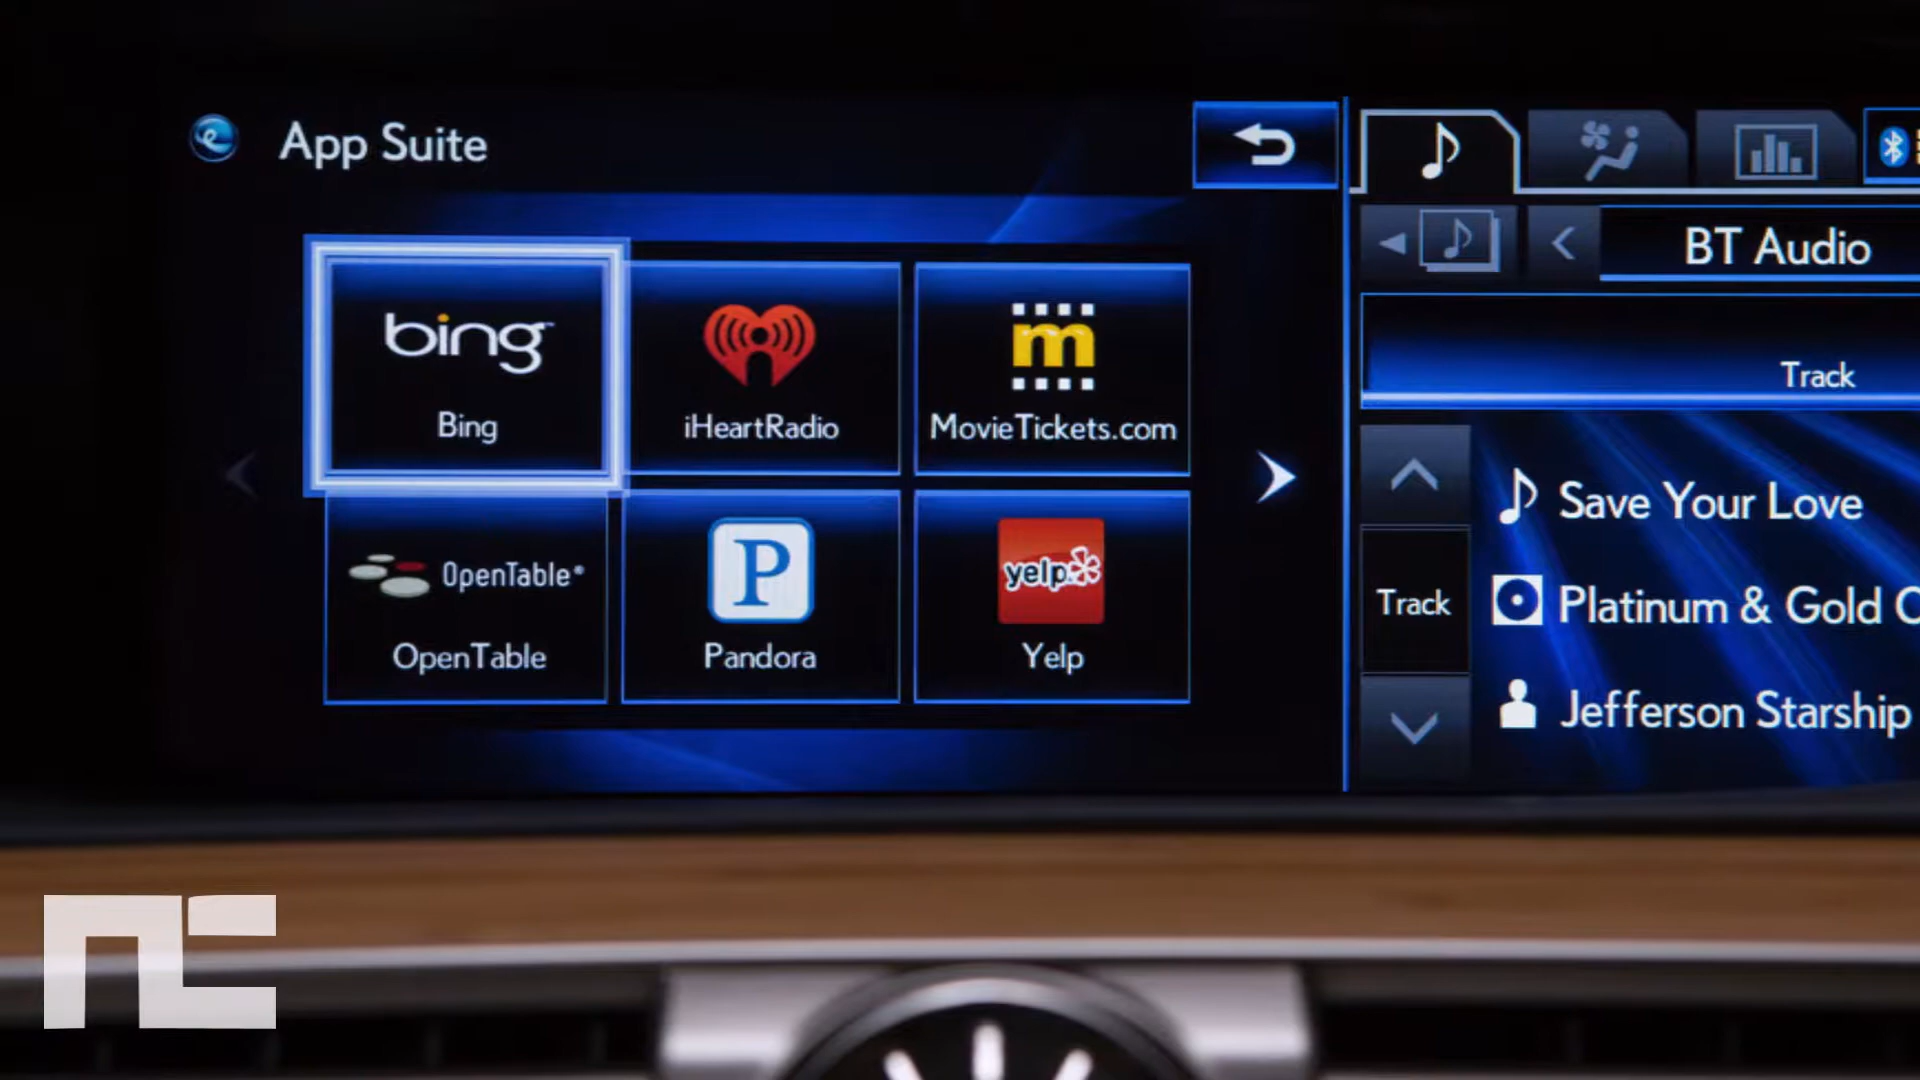 App Suite
bing
Bing
iHeartRadio
m
MovieTickets.com
OpenTable®
OpenTable
P
Pandora
yelp
Yelp
BT Audio
Track
Track
Save Your Love
Platinum & Gold C
Jefferson Starship